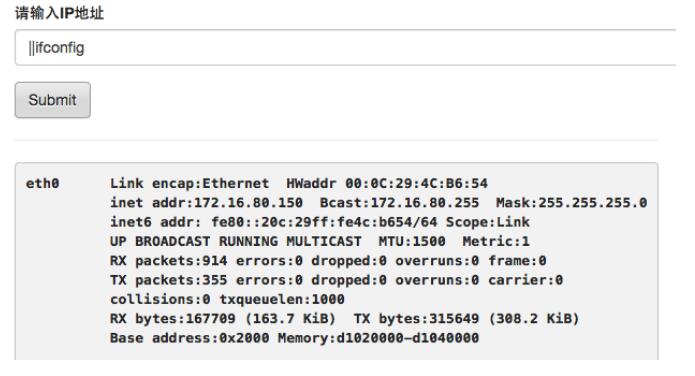 请输入IP地址
||ifconfig
Submit
eth0 Link encap:Ethernet HWaddr 00:0C:29:4C:B6:54
inet addr:172.16.80.150 Bcast:172.16.80.255 Mask:255.255.255.0
inet6 addr: fe80::20c:29ff:fe4c:b654/64 Scope:Link
UP BROADCAST RUNNING MULTICAST MTU:1500 Metric:1
RX packets:914 errors:0 dropped:0 overruns:0 frame:0
TX packets:355 errors:0 dropped:0 overruns:0 carrier:0
collisions:0 txqueuelen:1000
RX bytes:167709 (163.7 KiB) TX bytes:315649 (308.2 KiB)
Base address:0x2000 Memory:d1020000-d1040000